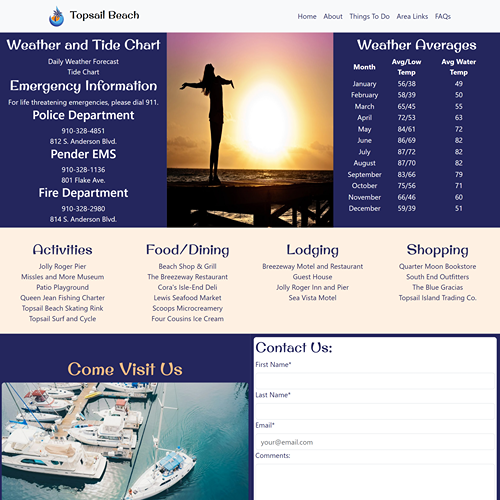 Topsail Beach
Home About Things To Do Area Links FAQs
Weather and Tide Chart
Daily Weather Forecast
Tide Chart
Emergency Information
For life threatening emergencies, please dial 911.
Police Department
910-328-4851
812 S. Anderson Blvd.
Pender EMS
910-328-1136
801 Flake Ave.
Fire Department
910-328-2980
814 S. Anderson Blvd.
Weather Averages
Month Avg/Low Temp Avg Water Temp
January 56/38 49
February 58/39 50
March 65/45 55
April 72/53 63
May 84/61 72
June 86/69 82
July 87/72 82
August 87/70 82
September 83/66 79
October 75/56 71
November 66/46 60
December 59/39 51
Activities
Jolly Roger Pier
Missles and More Museum
Patio Playground
Queen Jean Fishing Charter
Topsail Beach Skating Rink
Topsail Surf and Cycle
Food/Dining
Beach Shop & Grill
The Breezeway Restaurant
Cora's Isle-End Deli
Lewis Seafood Market
Scoops Microcreamery
Four Cousins Ice Cream
Lodging
Breezeway Motel and Restaurant
Guest House
Jolly Roger Inn and Pier
Sea Vista Motel
Shopping
Quarter Moon Bookstore
South End Outfitters
The Blue Gracias
Topsail Island Trading Co.
Come Visit Us
Contact Us:
First Name*
Last Name*
Email*
your@email.com
Comments: